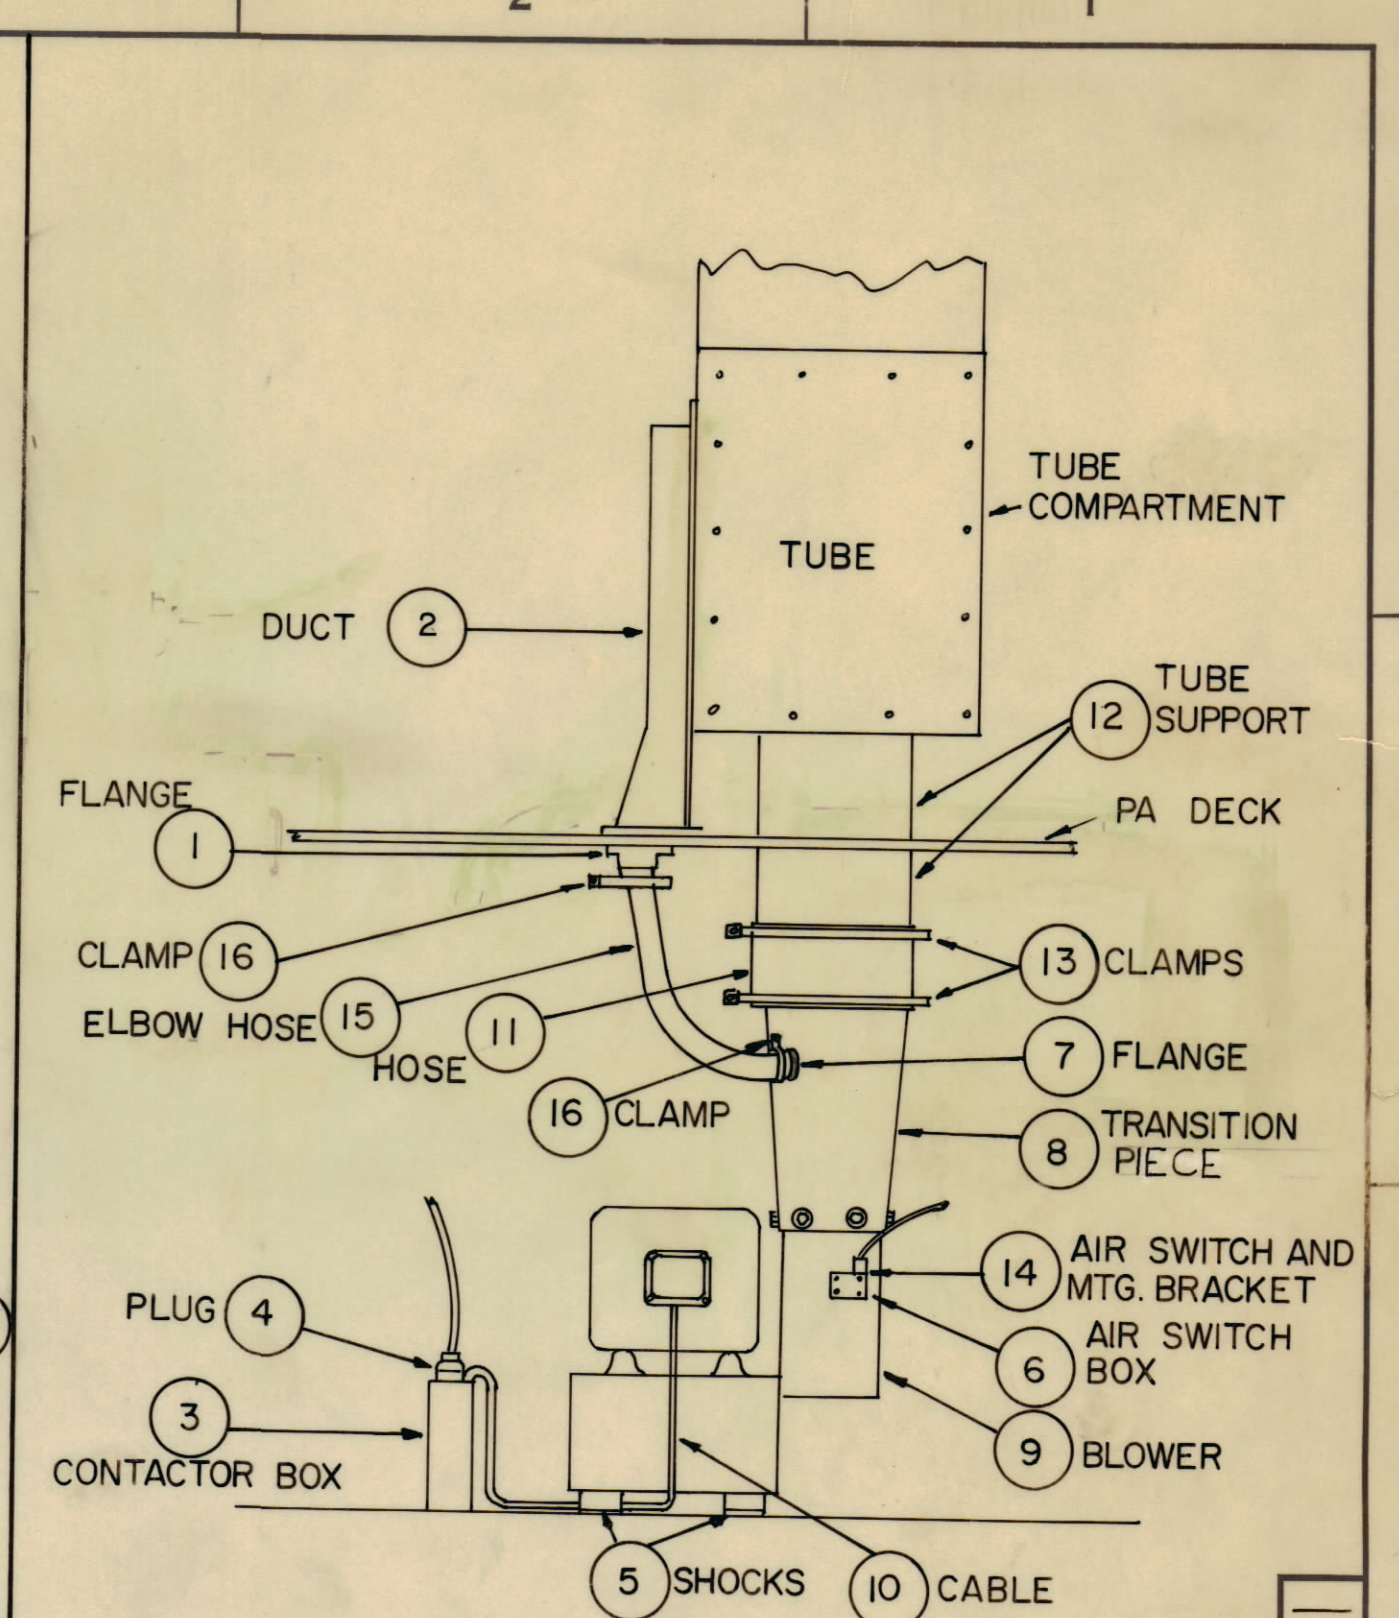 2
1
TUBE
COMPARTMENT
TUBE
DUCT 2
12 TUBE
SUPPORT
FLANGE
1
PA DECK
CLAMP 16
13 CLAMPS
ELBOW HOSE 15
HOSE 11
7 FLANGE
16 CLAMP
8 TRANSITION
PIECE
14 AIR SWITCH AND
MTG. BRACKET
PLUG 4
6 AIR SWITCH
BOX
3
CONTACTOR BOX
9 BLOWER
5 SHOCKS
10 CABLE